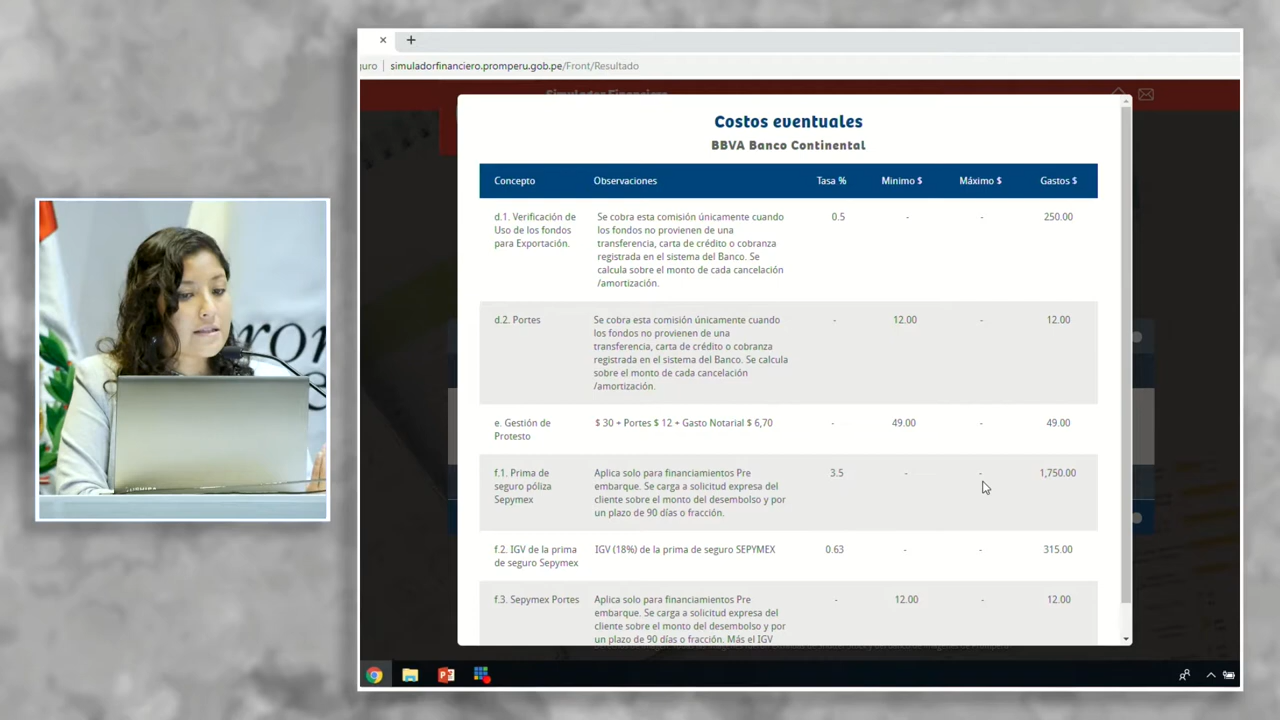 guro simuladorfinanciero.promperu.gob.pe/Front/Resultado
Simulador Financiero
Costos eventuales
BBVA Banco Continental
Concepto Observaciones Tasa % Minimo $ Máximo $ Gastos $
d.1. Verificación de Se cobra esta comisión únicamente cuando 0.5 - - 250.00
Uso de los fondos los fondos no provienen de una
para Exportación. transferencia, carta de crédito o cobranza
registrada en el sistema del Banco. Se
calcula sobre el monto de cada cancelación
/amortización.
d.2. Portes Se cobra esta comisión únicamente cuando - 12.00 - 12.00
los fondos no provienen de una
transferencia, carta de crédito o cobranza
registrada en el sistema del Banco. Se calcula
sobre el monto de cada cancelación
/amortización.
e. Gestión de $ 30 + Portes $ 12 + Gasto Notarial $ 6,70 - 49.00 - 49.00
Protesto
f.1. Prima de Aplica solo para financiamientos Pre 3.5 - - 1,750.00
seguro póliza embarque. Se carga a solicitud expresa del
Sepymex cliente sobre el monto del desembolso y por
un plazo de 90 días o fracción.
f.2. IGV de la prima IGV (18%) de la prima de seguro SEPYMEX 0.63 - - 315.00
de seguro Sepymex
f.3. Sepymex Portes Aplica solo para financiamientos Pre - 12.00 - 12.00
embarque. Se carga a solicitud expresa del
cliente sobre el monto del desembolso y por
un plazo de 90 días o fracción. Más el IGV